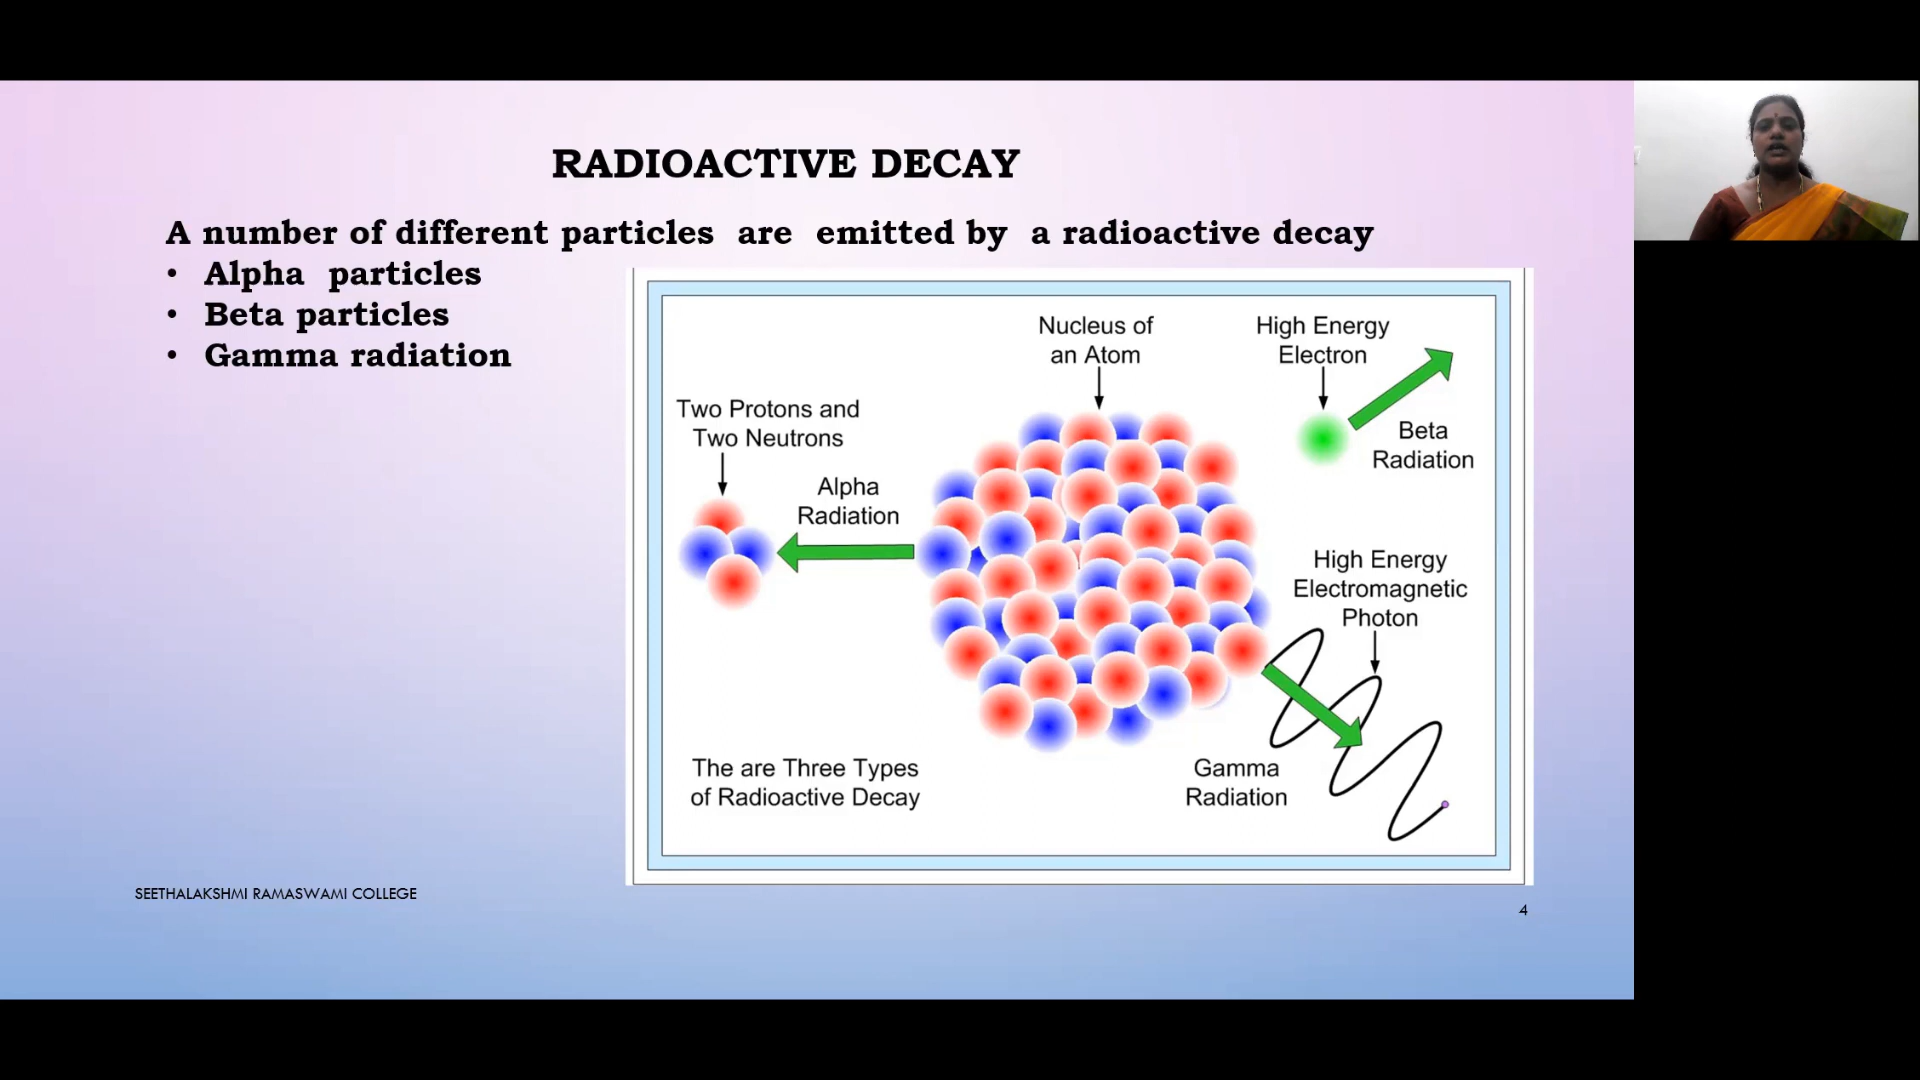 RADIOACTIVE DECAY
A number of different particles are emitted by a radioactive decay
• Alpha particles
• Beta particles
• Gamma radiation
Nucleus of
an Atom
High Energy
Electron
Two Protons and
Two Neutrons
Beta
Radiation
Alpha
Radiation
High Energy
Electromagnetic
Photon
The are Three Types
of Radioactive Decay
Gamma
Radiation
SEETHALAKSHMI RAMASWAMI COLLEGE
4